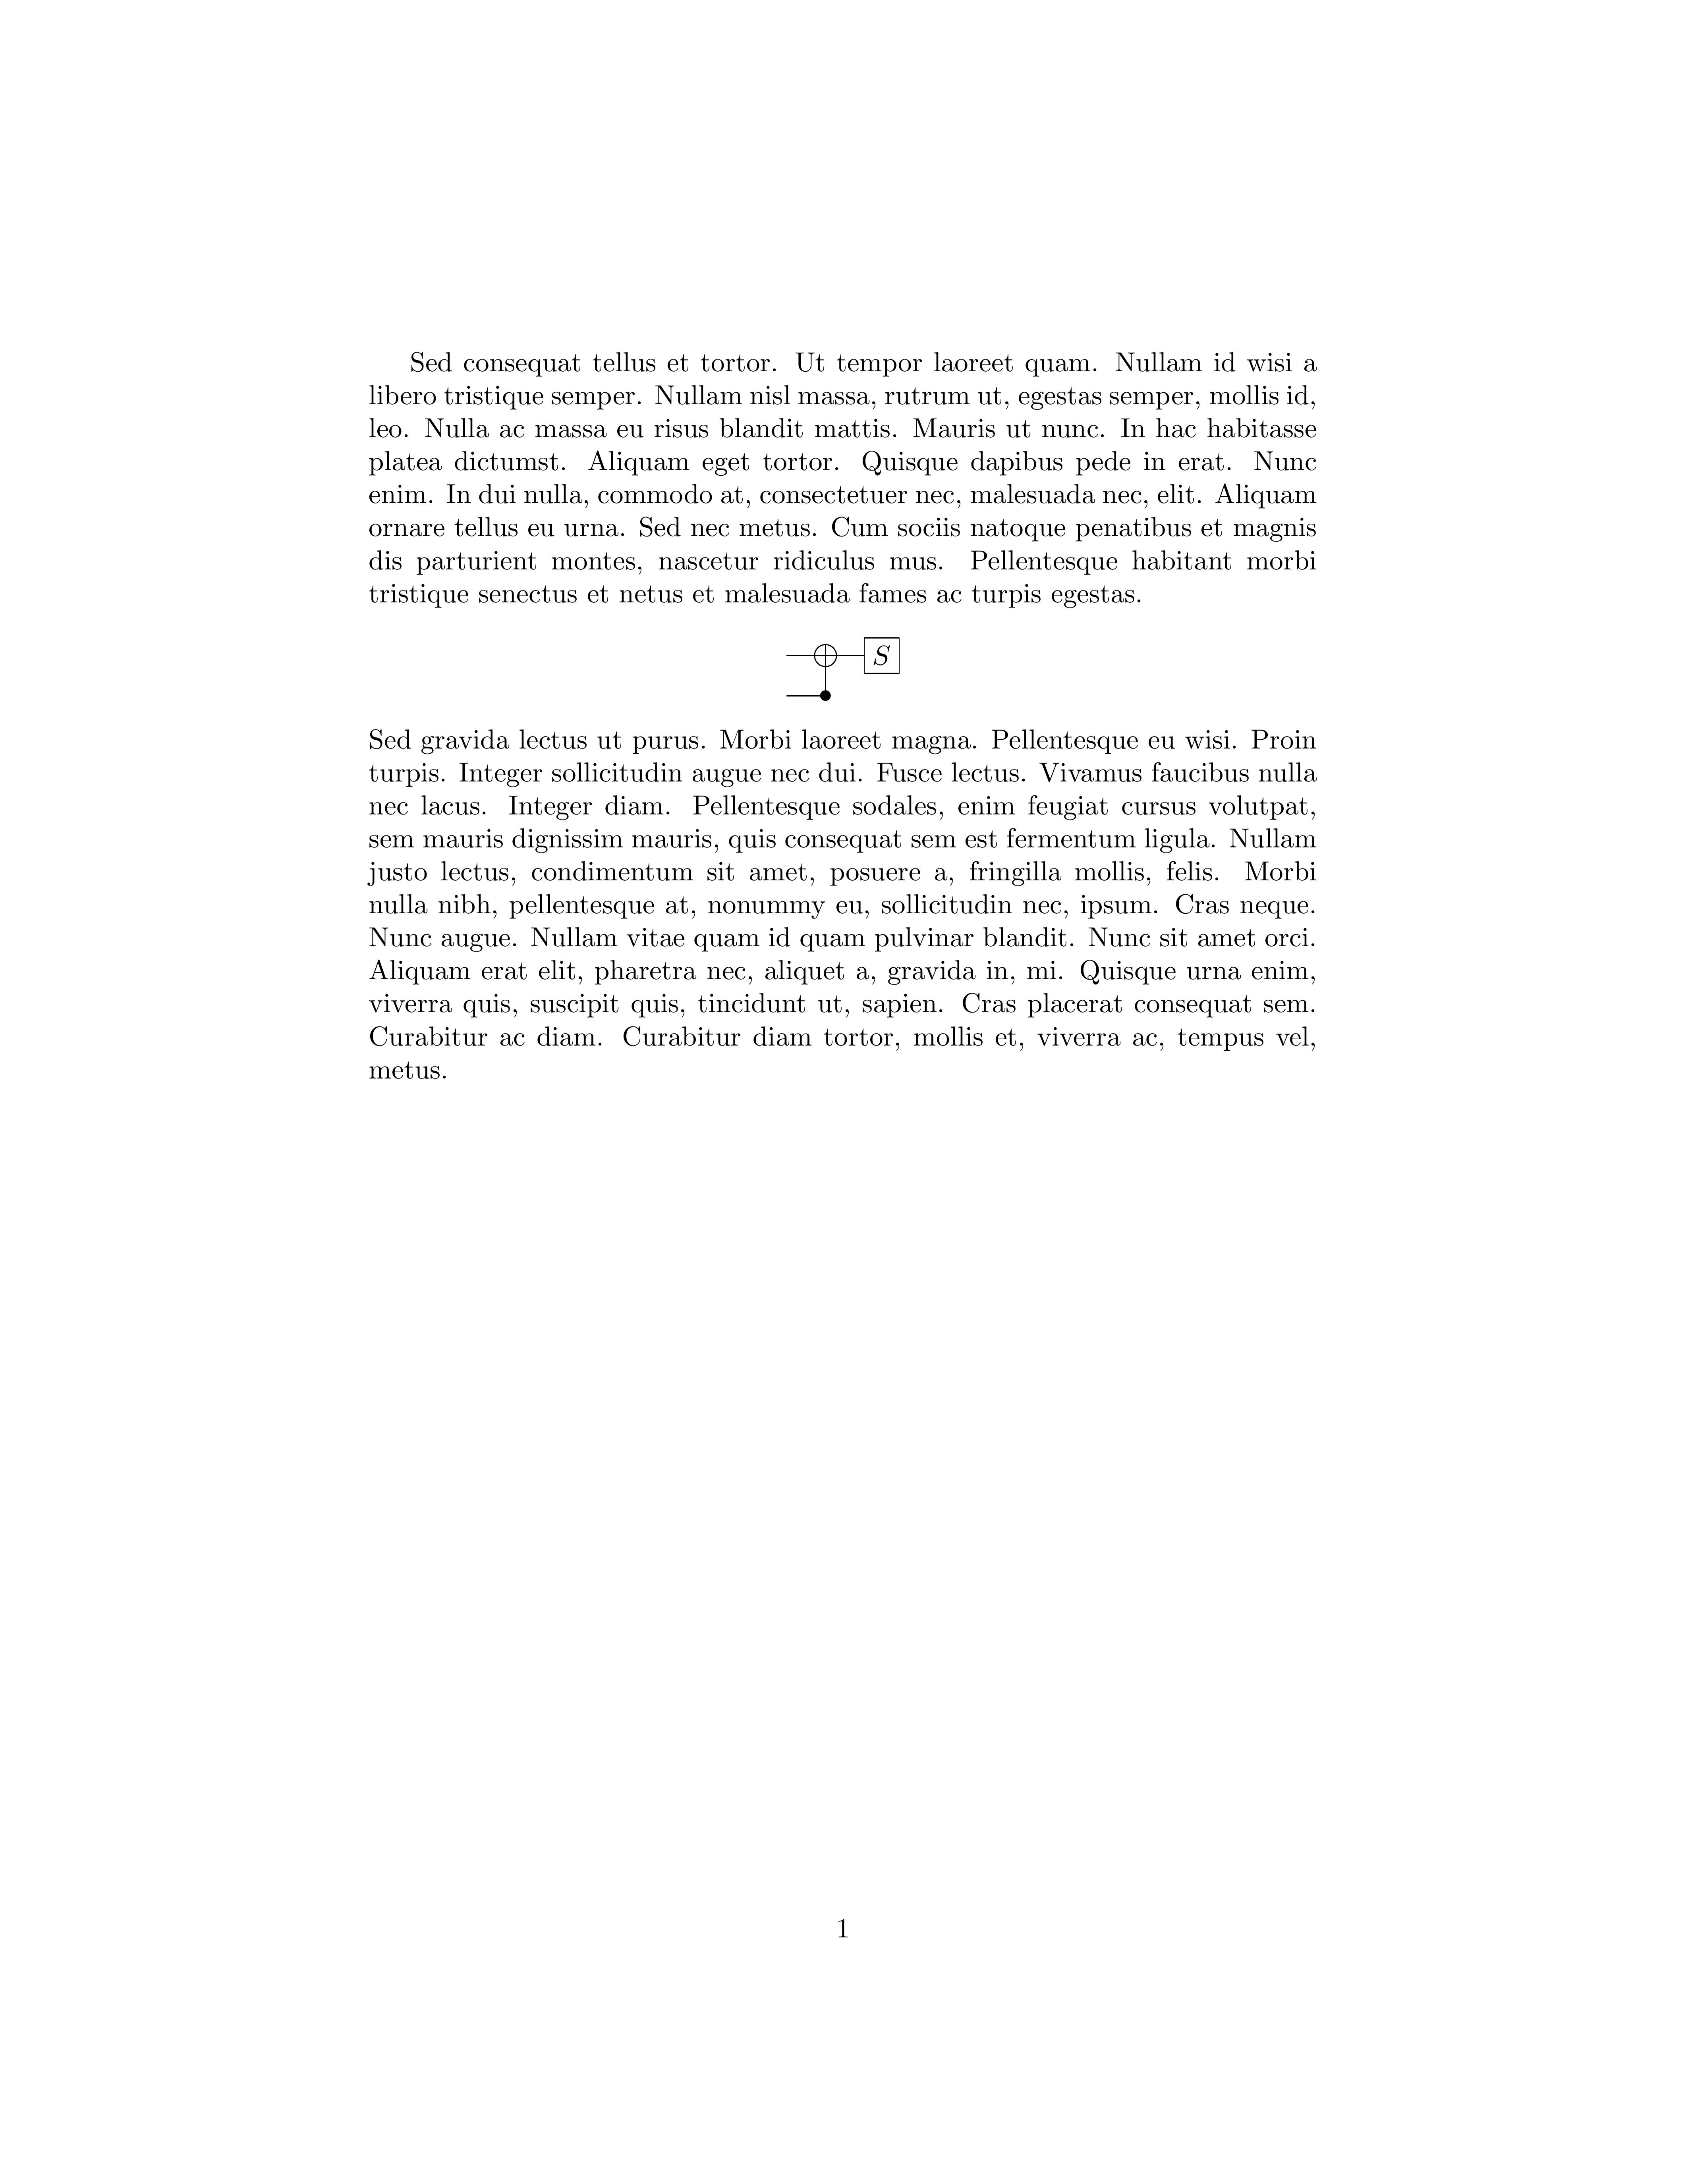 Sed consequat tellus et tortor. Ut tempor laoreet quam. Nullam id wisi a
libero tristique semper. Nullam nisl massa, rutrum ut, egestas semper, mollis id,
leo. Nulla ac massa eu risus blandit mattis. Mauris ut nunc. In hac habitasse
platea dictumst. Aliquam eget tortor. Quisque dapibus pede in erat. Nunc
enim. In dui nulla, commodo at, consectetuer nec, malesuada nec, elit. Aliquam
ornare tellus eu urna. Sed nec metus. Cum sociis natoque penatibus et magnis
dis parturient montes, nascetur ridiculus mus. Pellentesque habitant morbi
tristique senectus et netus et malesuada fames ac turpis egestas.
S
Sed gravida lectus ut purus. Morbi laoreet magna. Pellentesque eu wisi. Proin
turpis. Integer sollicitudin augue nec dui. Fusce lectus. Vivamus faucibus nulla
nec lacus. Integer diam. Pellentesque sodales, enim feugiat cursus volutpat,
sem mauris dignissim mauris, quis consequat sem est fermentum ligula. Nullam
justo lectus, condimentum sit amet, posuere a, fringilla mollis, felis. Morbi
nulla nibh, pellentesque at, nonummy eu, sollicitudin nec, ipsum. Cras neque.
Nunc augue. Nullam vitae quam id quam pulvinar blandit. Nunc sit amet orci.
Aliquam erat elit, pharetra nec, aliquet a, gravida in, mi. Quisque urna enim,
viverra quis, suscipit quis, tincidunt ut, sapien. Cras placerat consequat sem.
Curabitur ac diam. Curabitur diam tortor, mollis et, viverra ac, tempus vel,
metus.
1